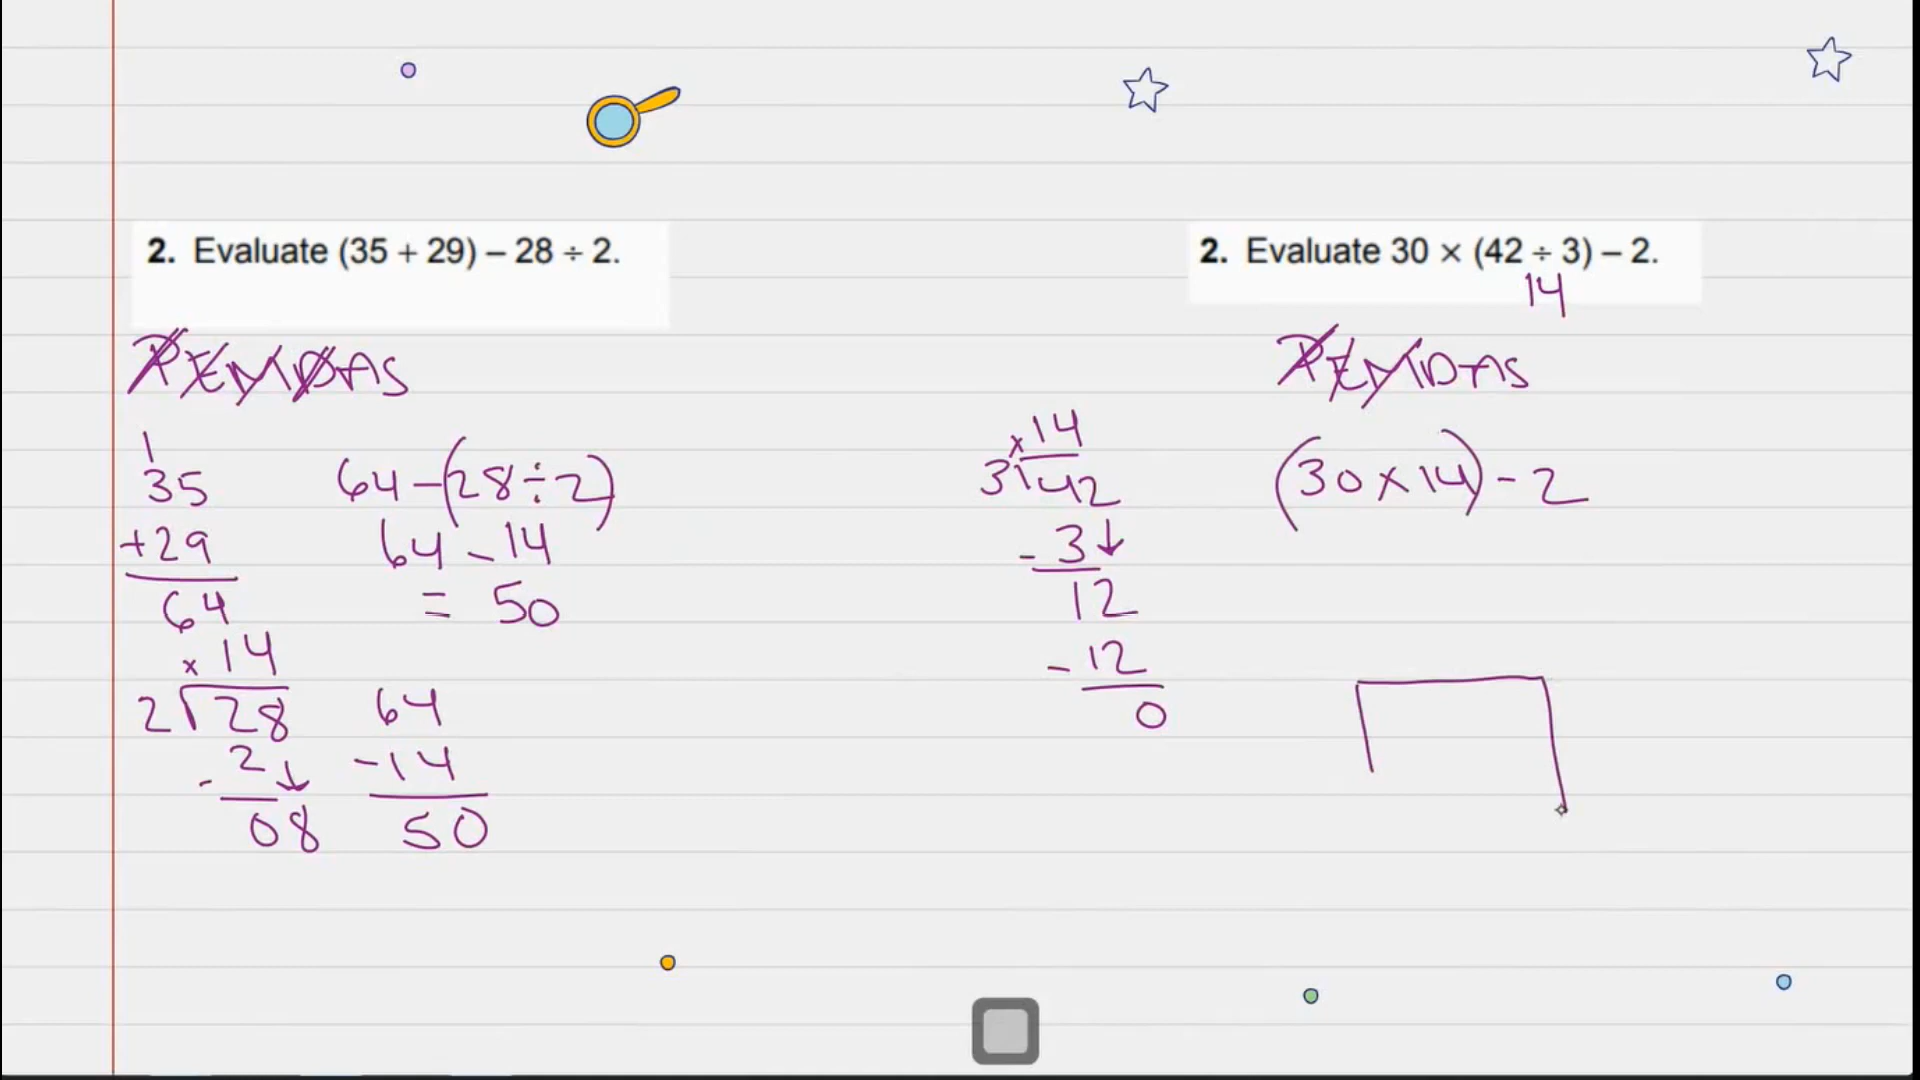 2. Evaluate (35 + 29) – 28 ÷ 2.
PEMDAS
1
35
+29
64
64-(28÷2)
64-14
= 50
x 14
2 28
- 2↓
08
64
-14
50
2. Evaluate 30 × (42 ÷ 3) – 2.
14
PEMDAS
x 14
3 42
- 3↓
12
- 12
0
(30x14)-2